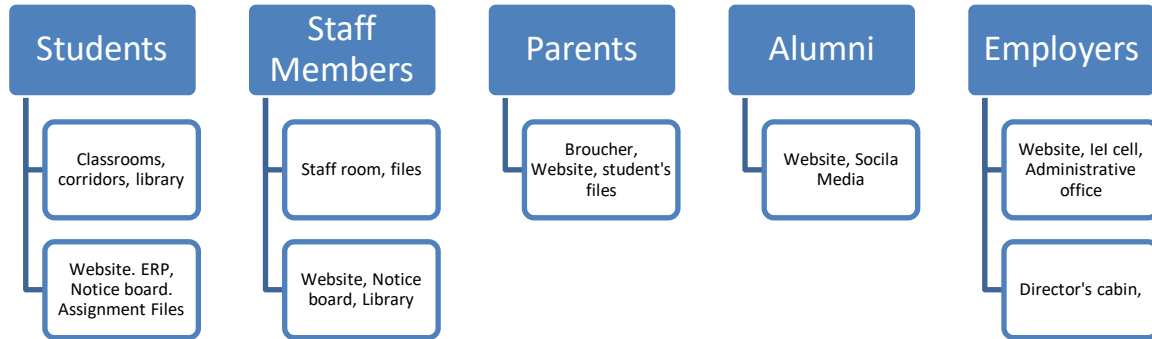 Students
Classrooms,
corridors, library
Website. ERP,
Notice board.
Assignment Files
Staff
Members
Staff room, files
Website, Notice
board, Library
Parents
Broucher,
Website, student's
files
Alumni
Website, Socila
Media
Employers
Website, IeI cell,
Administrative
office
Director's cabin,